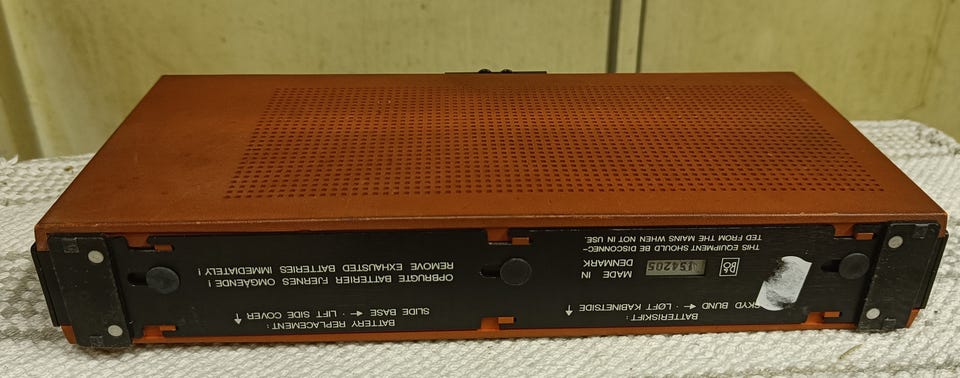 BATTERISKIFT:
SKYD BUND ← · LØFT KABINETSIDE ↑
MADE IN
DENMARK
154205
B&O
THIS EQUIPMENT SHOULD BE DISCONNEC-
TED FROM THE MAINS WHEN NOT IN USE.
BATTERY REPLACEMENT:
SLIDE BASE ← · LIFT SIDE COVER ↑
OPBRUGTE BATTERIER FJERNES OMGÅENDE!
REMOVE EXHAUSTED BATTERIES IMMEDIATELY!